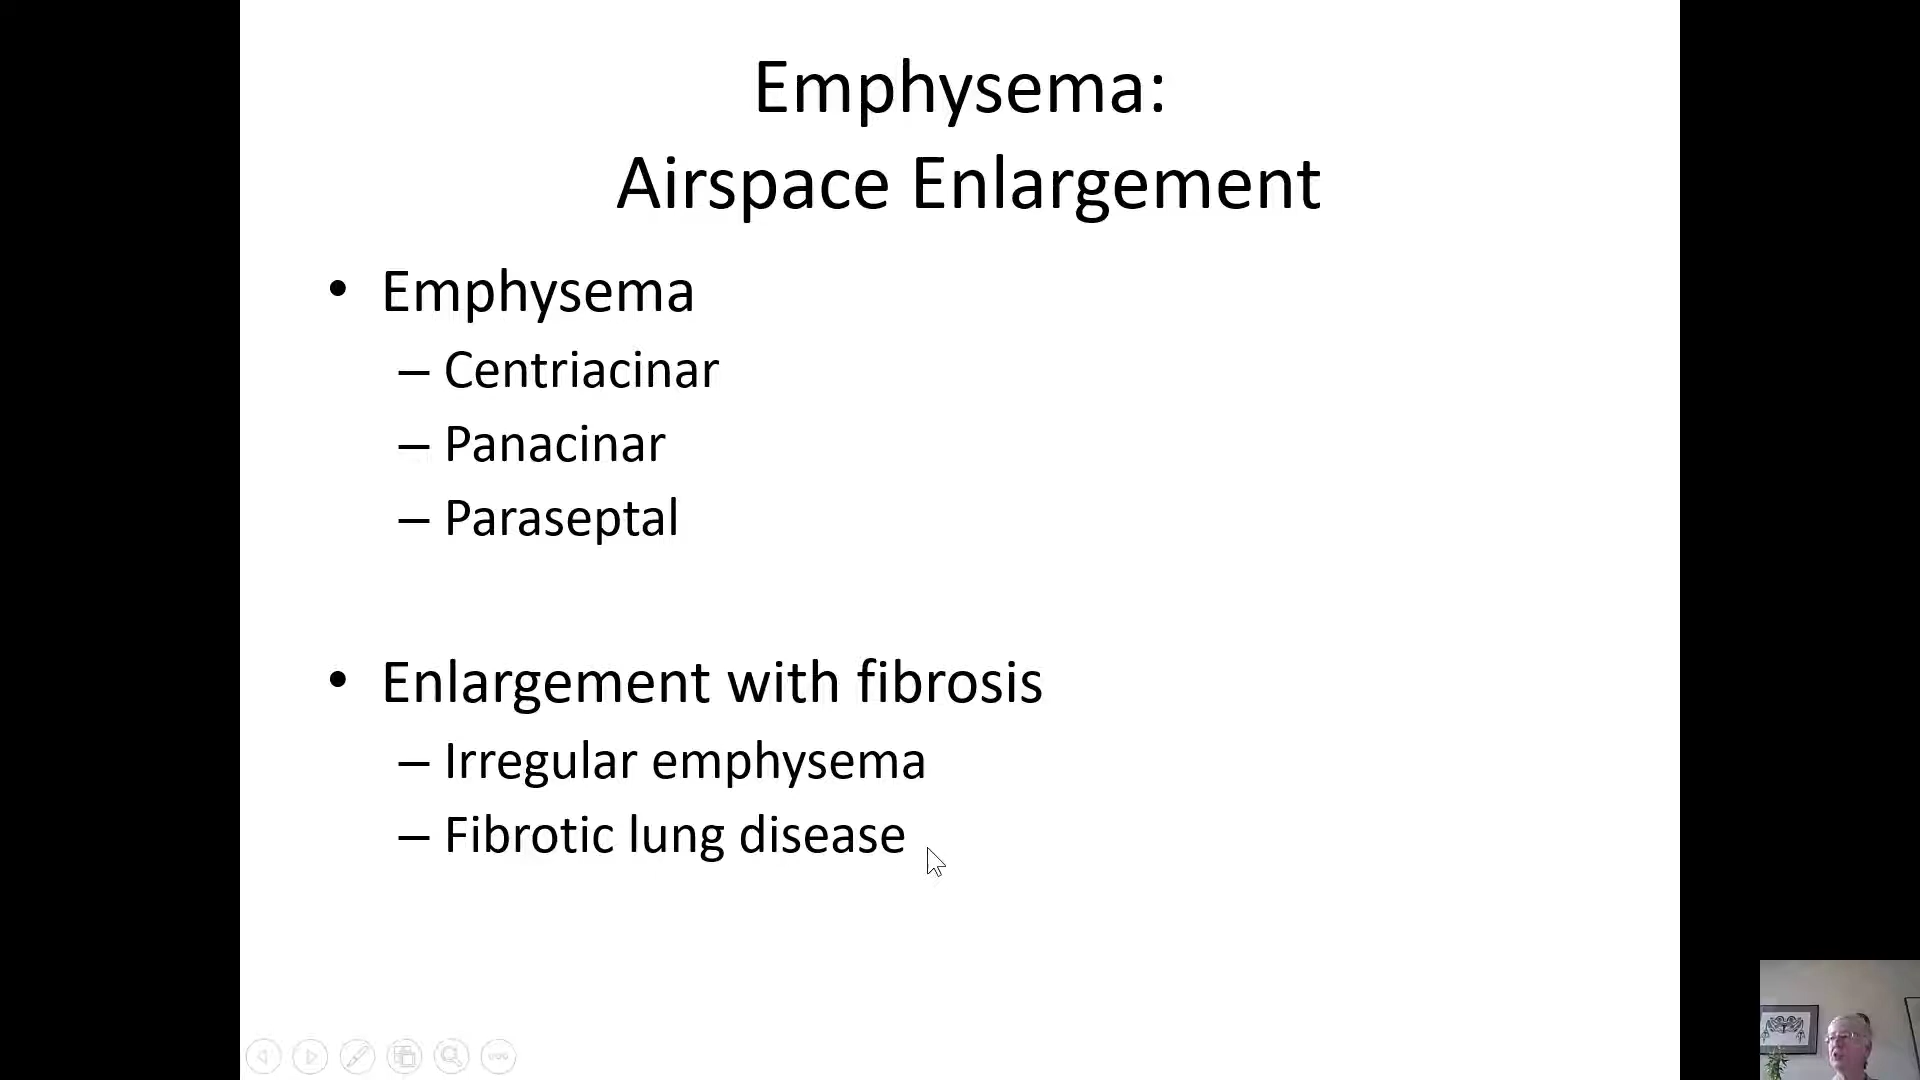 Emphysema:
Airspace Enlargement
• Emphysema
– Centriacinar
– Panacinar
– Paraseptal
• Enlargement with fibrosis
– Irregular emphysema
– Fibrotic lung disease